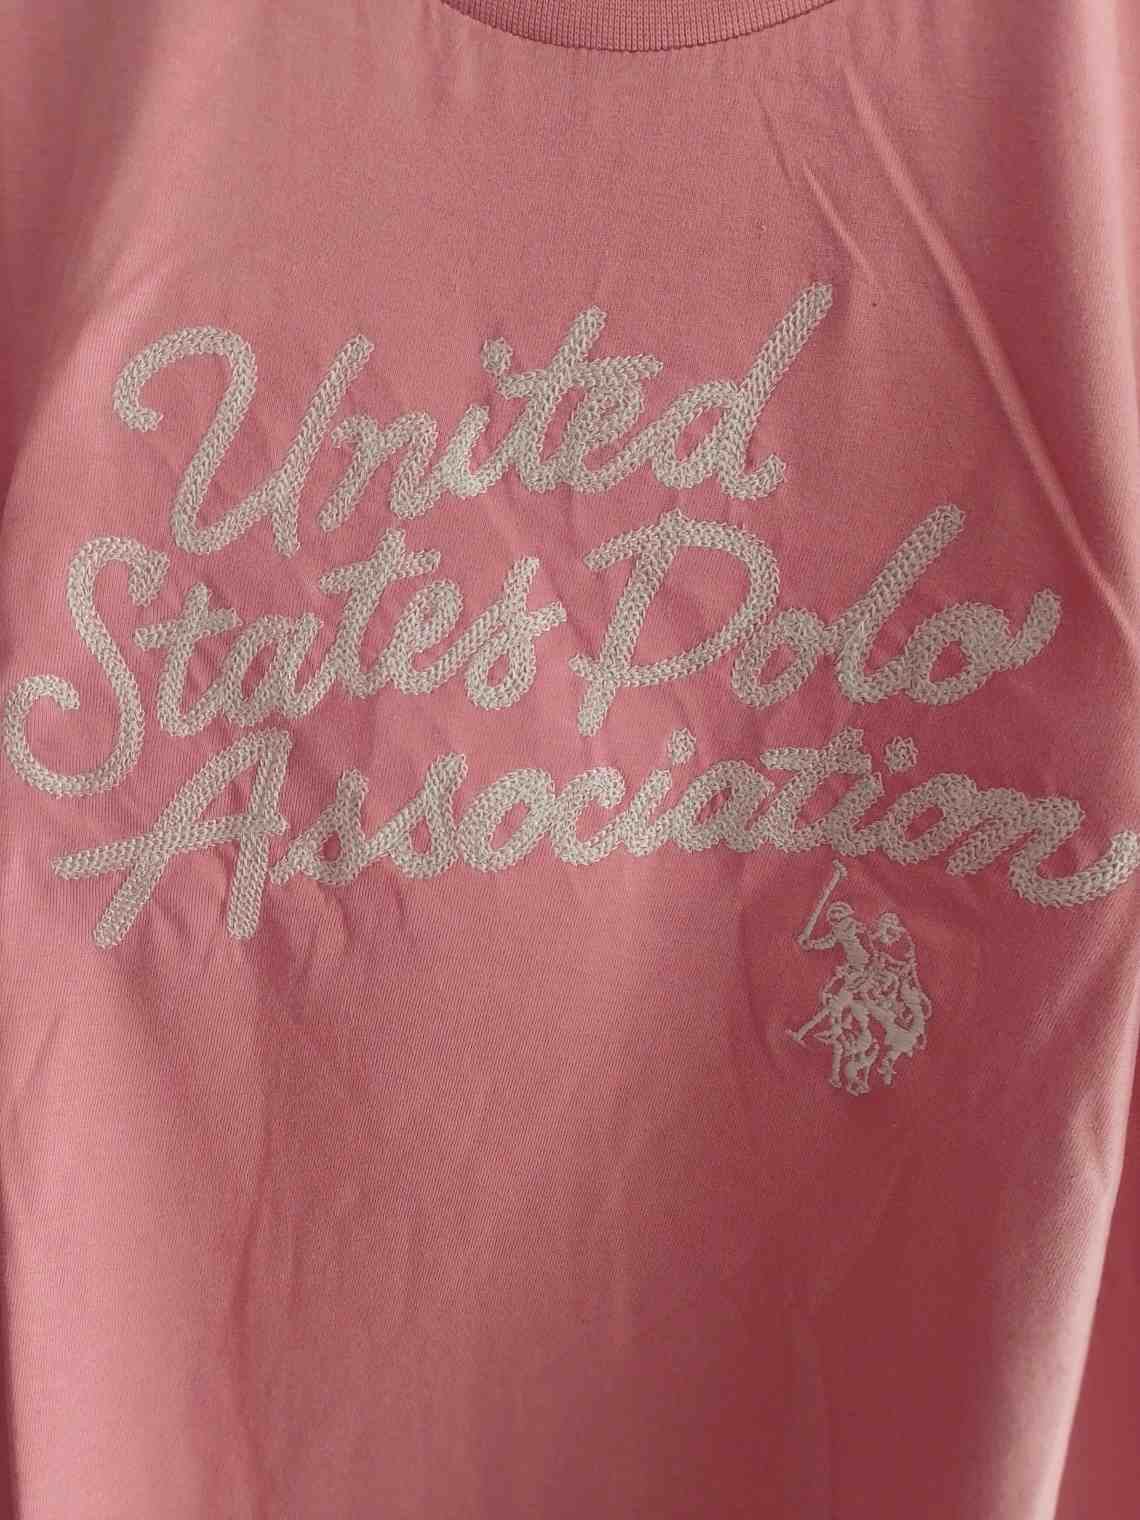 United
States Polo
Association